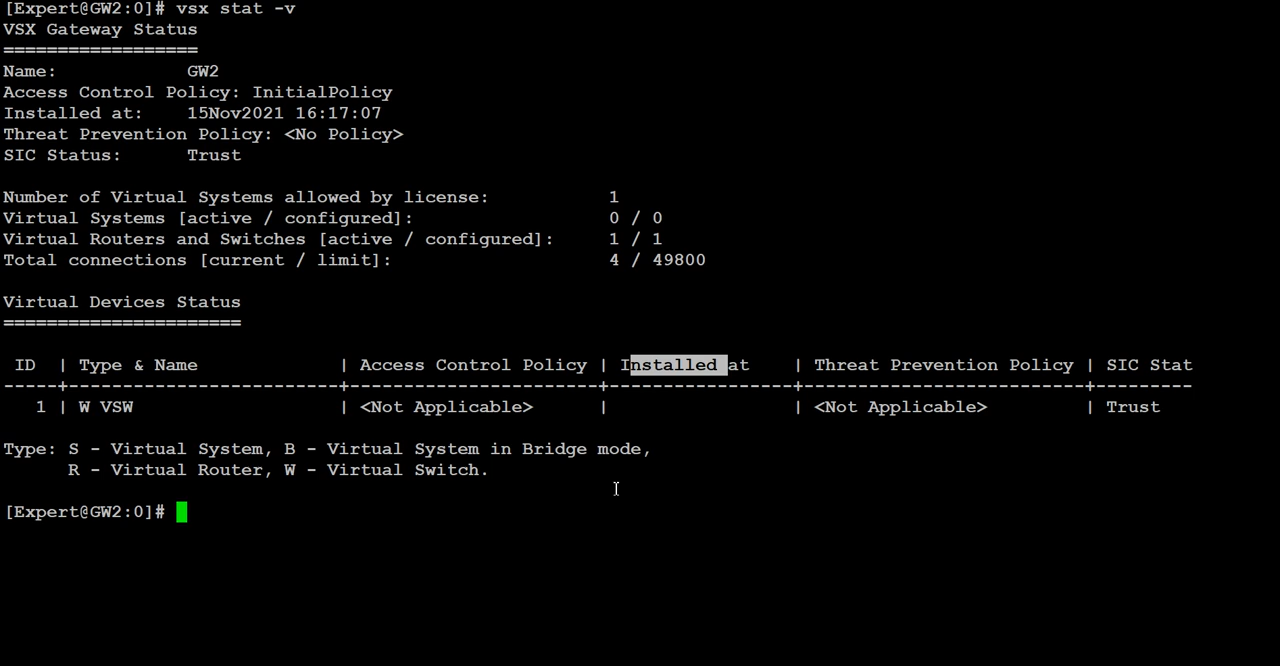 [Expert@GW2:0]# vsx stat -v
VSX Gateway Status
==================
Name:            GW2
Access Control Policy: InitialPolicy
Installed at:    15Nov2021 16:17:07
Threat Prevention Policy: <No Policy>
SIC Status:      Trust
Number of Virtual Systems allowed by license:           1
Virtual Systems [active / configured]:                  0 / 0
Virtual Routers and Switches [active / configured]:     1 / 1
Total connections [current / limit]:                    4 / 49800
Virtual Devices Status
======================
 ID  | Type & Name             | Access Control Policy | Installed at    | Threat Prevention Policy | SIC Stat
-----+-------------------------+-----------------------+-----------------+--------------------------+---------
   1 | W VSW                   | <Not Applicable>      |                 | <Not Applicable>         | Trust
Type: S - Virtual System, B - Virtual System in Bridge mode,
      R - Virtual Router, W - Virtual Switch.
[Expert@GW2:0]#